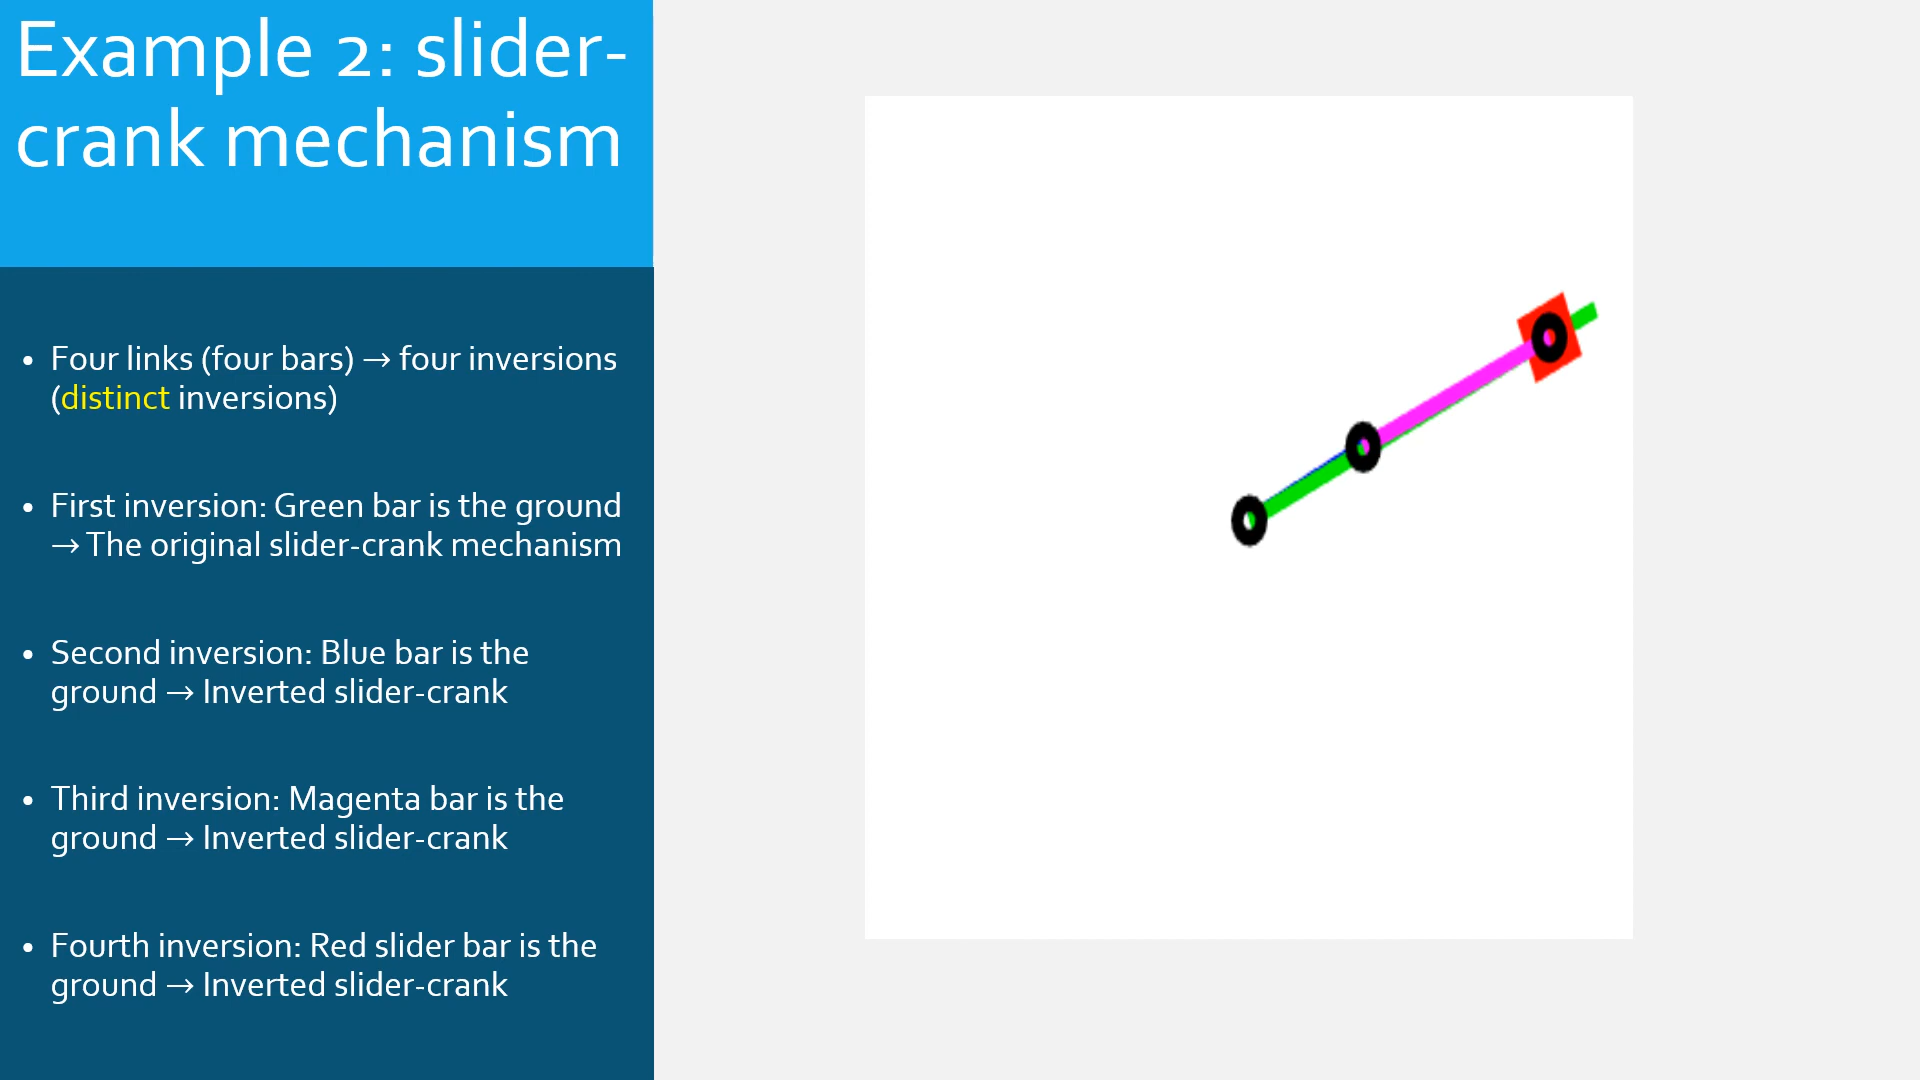 Example 2: slider-
crank mechanism
• Four links (four bars) → four inversions
(distinct inversions)
• First inversion: Green bar is the ground
→ The original slider-crank mechanism
• Second inversion: Blue bar is the
ground → Inverted slider-crank
• Third inversion: Magenta bar is the
ground → Inverted slider-crank
• Fourth inversion: Red slider bar is the
ground → Inverted slider-crank